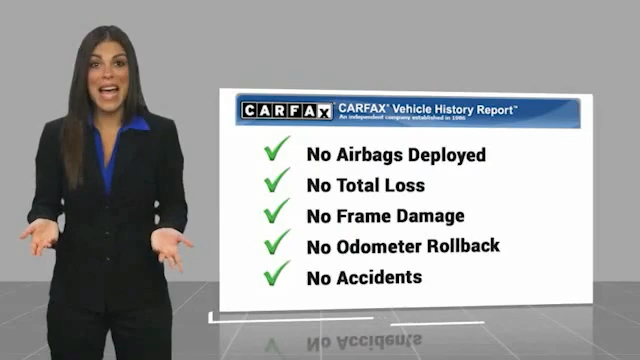 CARFAX CARFAX® Vehicle History Report™
An independent company established in 1986
No Airbags Deployed
No Total Loss
No Frame Damage
No Odometer Rollback
No Accidents